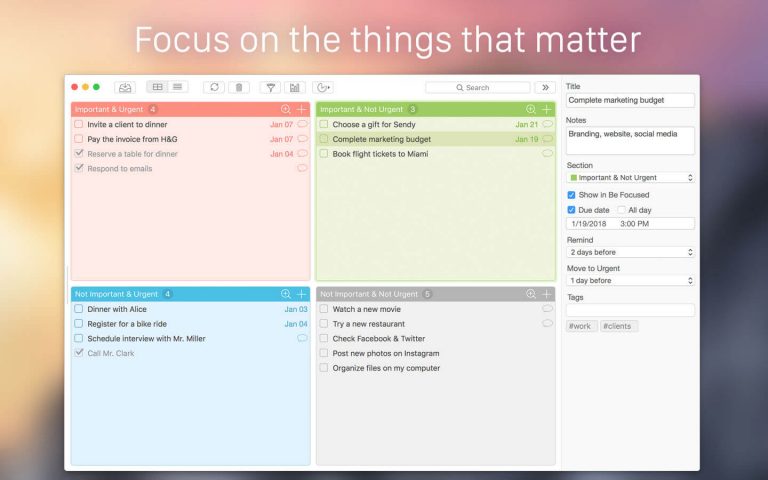 Focus on the things that matter
Search
Important & Urgent 4
Invite a client to dinner Jan 07
Pay the invoice from H&G Jan 07
Reserve a table for dinner Jan 04
Respond to emails
Important & Not Urgent 3
Choose a gift for Sendy Jan 21
Complete marketing budget Jan 19
Book flight tickets to Miami
Not Important & Urgent 4
Dinner with Alice Jan 03
Register for a bike ride Jan 04
Schedule interview with Mr. Miller
Call Mr. Clark
Not Important & Not Urgent 5
Watch a new movie
Try a new restaurant
Check Facebook & Twitter
Post new photos on Instagram
Organize files on my computer
Title
Complete marketing budget
Notes
Branding, website, social media
Section
Important & Not Urgent
Show in Be Focused
Due date All day
1/19/2018 3:00 PM
Remind
2 days before
Move to Urgent
1 day before
Tags
#work #clients